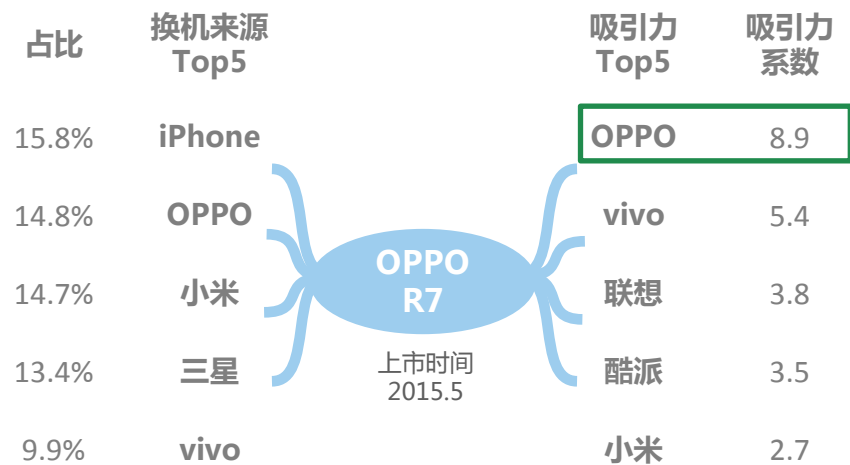 占比 换机来源 Top5 吸引力 Top5 吸引力系数
15.8% iPhone OPPO 8.9
14.8% OPPO vivo 5.4
OPPO
R7
14.7% 小米 联想 3.8
上市时间
2015.5
13.4% 三星 酷派 3.5
9.9% vivo 小米 2.7